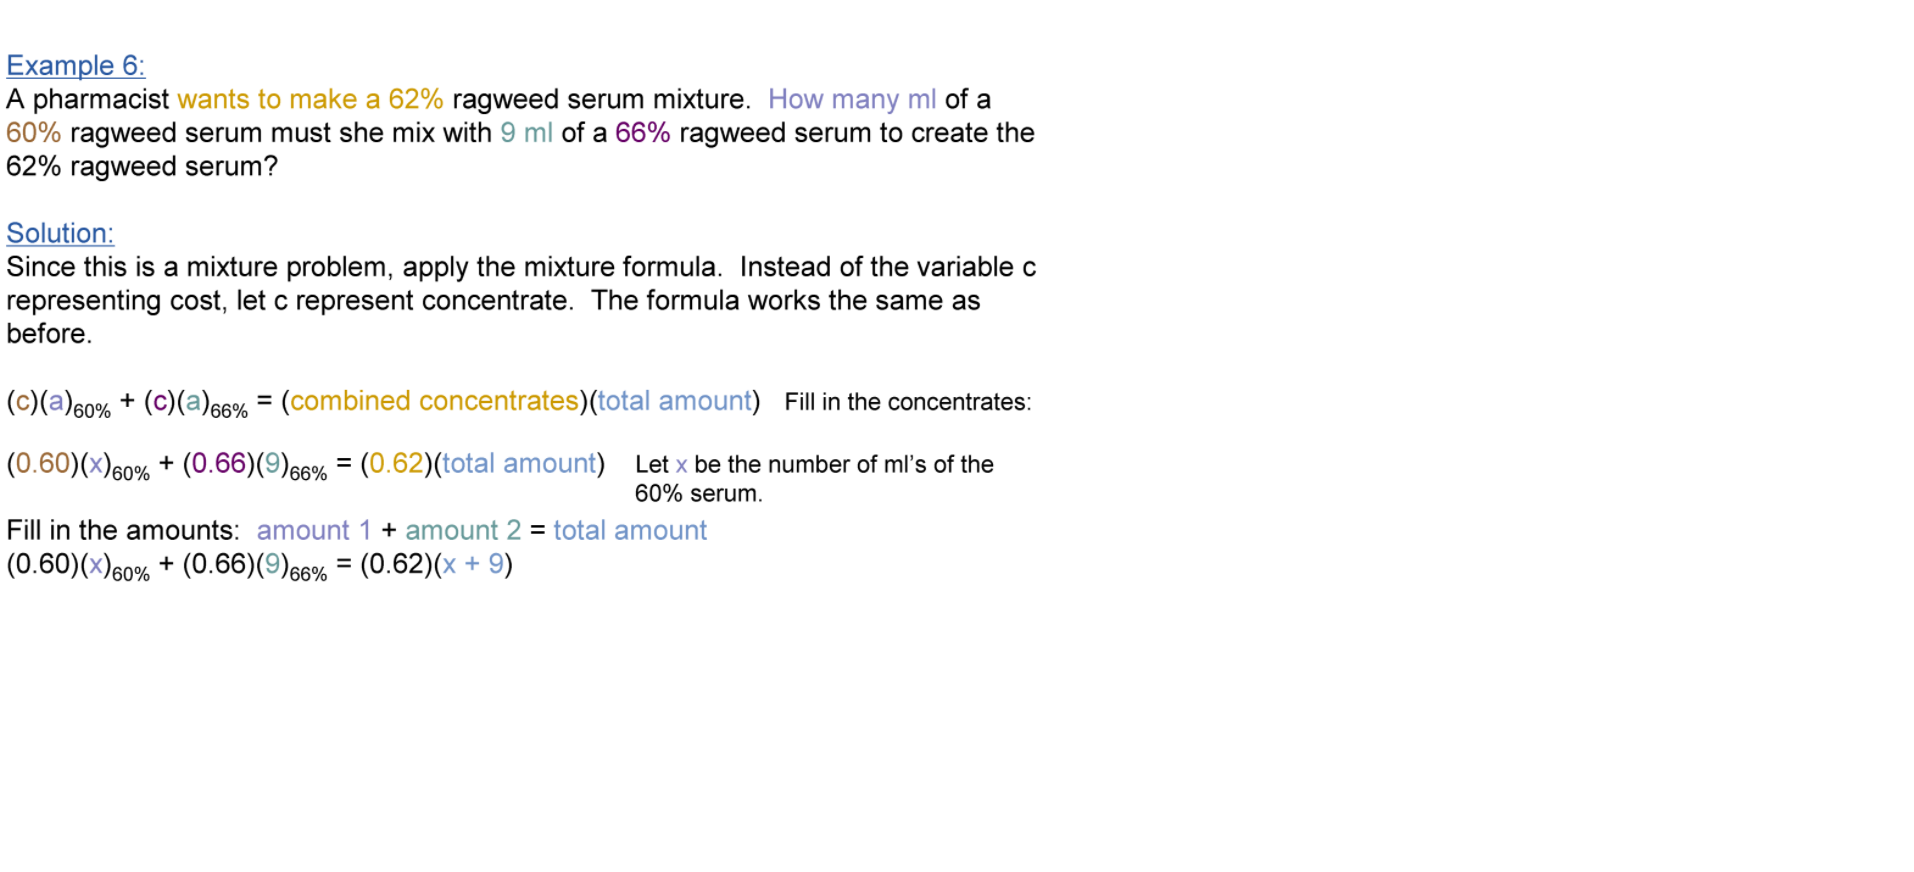 Example 6:
A pharmacist wants to make a 62% ragweed serum mixture.  How many ml of a
60% ragweed serum must she mix with 9 ml of a 66% ragweed serum to create the
62% ragweed serum?
Solution:
Since this is a mixture problem, apply the mixture formula.  Instead of the variable c
representing cost, let c represent concentrate.  The formula works the same as
before.
(c)(a)60% + (c)(a)66% = (combined concentrates)(total amount)   Fill in the concentrates:
(0.60)(x)60% + (0.66)(9)66% = (0.62)(total amount)   Let x be the number of ml’s of the
60% serum.
Fill in the amounts:  amount 1 + amount 2 = total amount
(0.60)(x)60% + (0.66)(9)66% = (0.62)(x + 9)